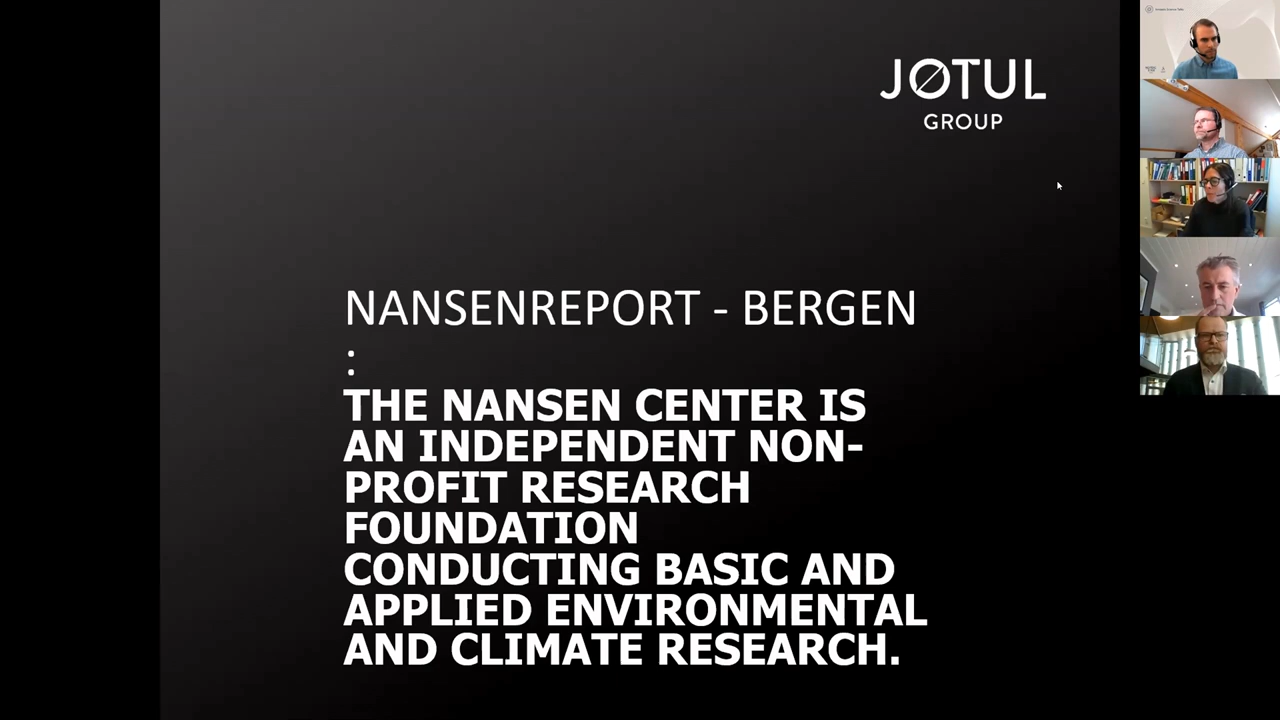 JØTUL
GROUP
NANSENREPORT - BERGEN
:
THE NANSEN CENTER IS
AN INDEPENDENT NON-
PROFIT RESEARCH
FOUNDATION
CONDUCTING BASIC AND
APPLIED ENVIRONMENTAL
AND CLIMATE RESEARCH.